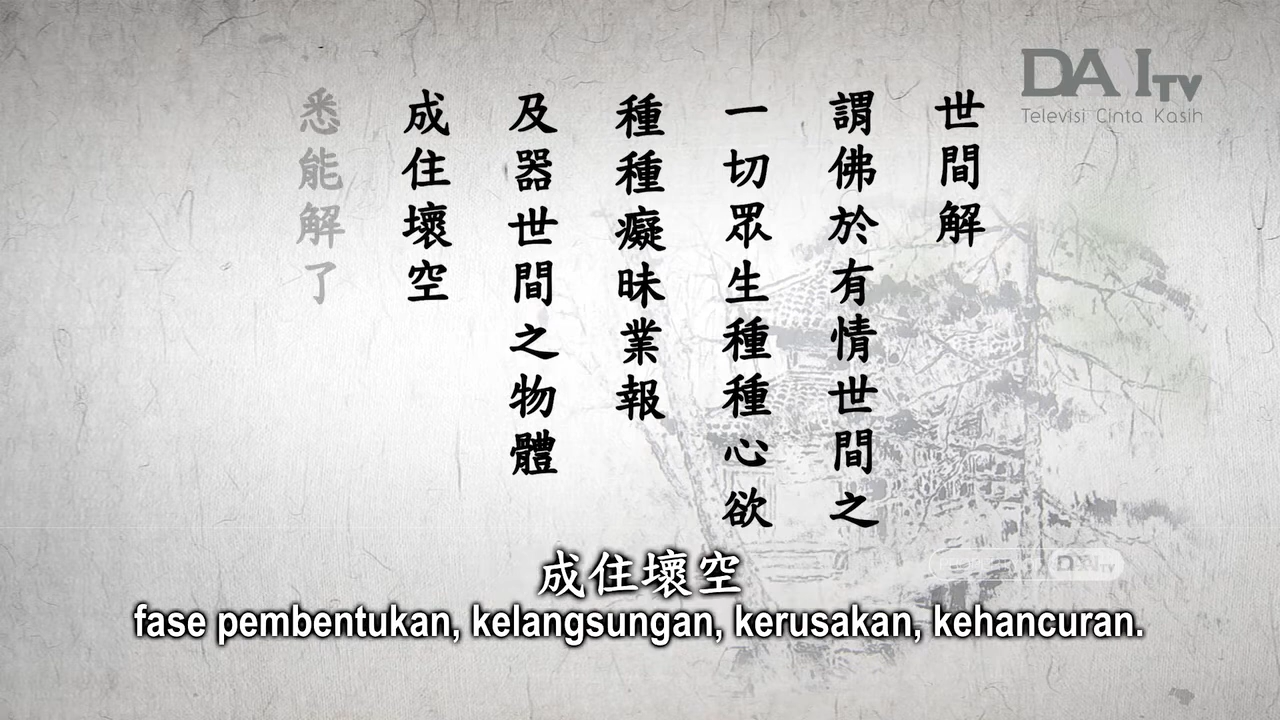 DAAI TV
Televisi Cinta Kasih
世間解
謂佛於有情世間之
一切眾生種種心欲
種種癡昧業報
及器世間之物體
成住壞空
悉能解了
成住壞空
fase pembentukan, kelangsungan, kerusakan, kehancuran.